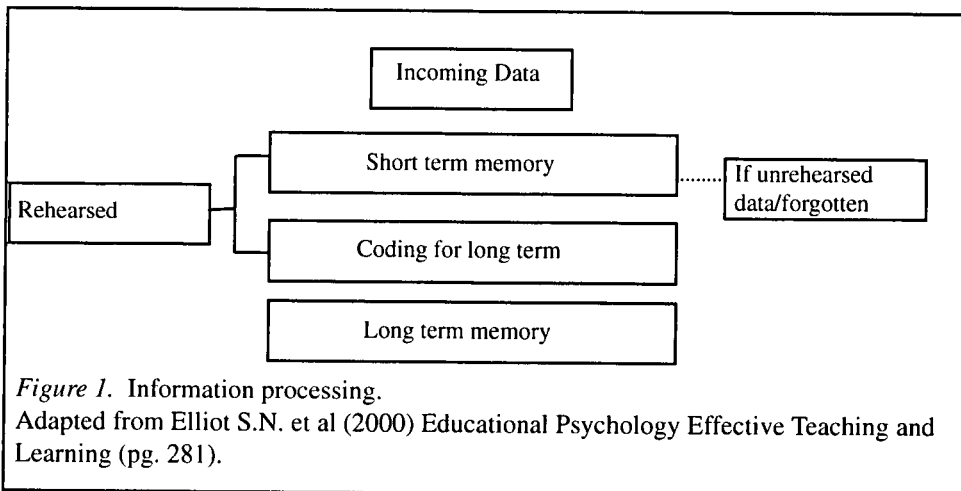 Incoming Data
Short term memory
If unrehearsed
data/forgotten
Rehearsed
Coding for long term
Long term memory
Figure 1. Information processing.
Adapted from Elliot S.N. et al (2000) Educational Psychology Effective Teaching and
Learning (pg. 281).